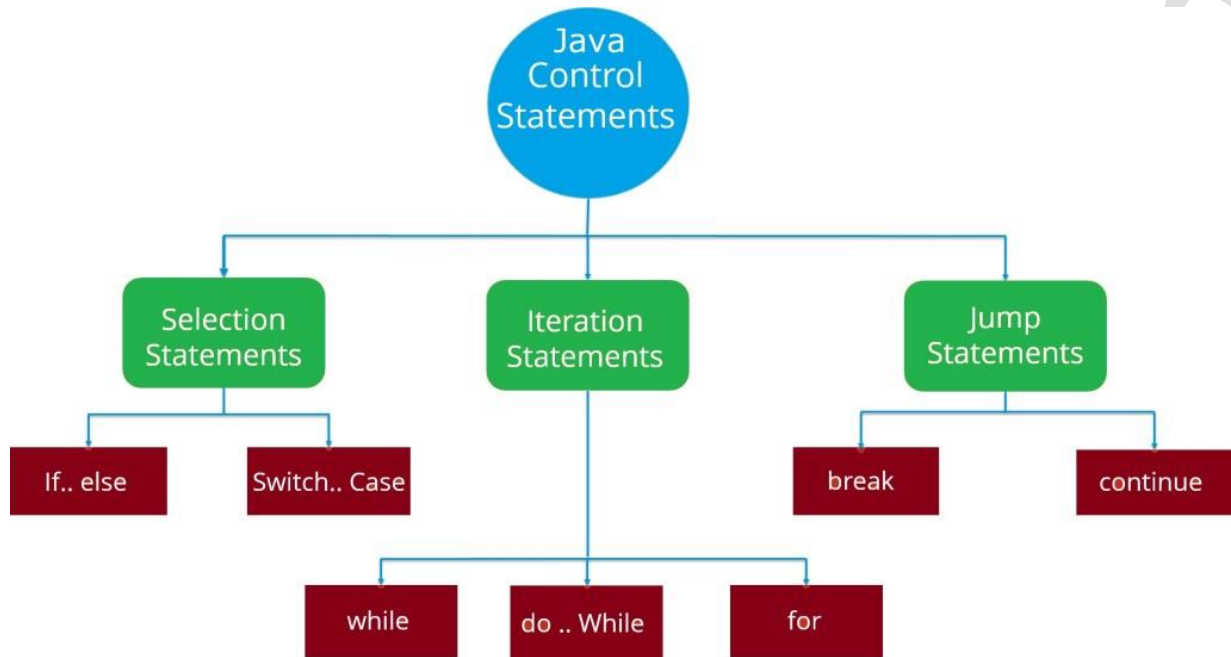 Java
Control
Statements
Selection
Statements
Iteration
Statements
Jump
Statements
If.. else
Switch.. Case
break
continue
while
do .. While
for